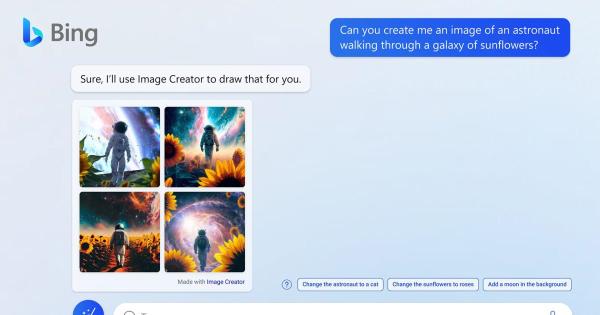 Bing
Can you create me an image of an astronaut
walking through a galaxy of sunflowers?
Sure, I'll use Image Creator to draw that for you.
Made with Image Creator
Change the astronaut to a cat
Change the sunflowers to roses
Add a moon in the background